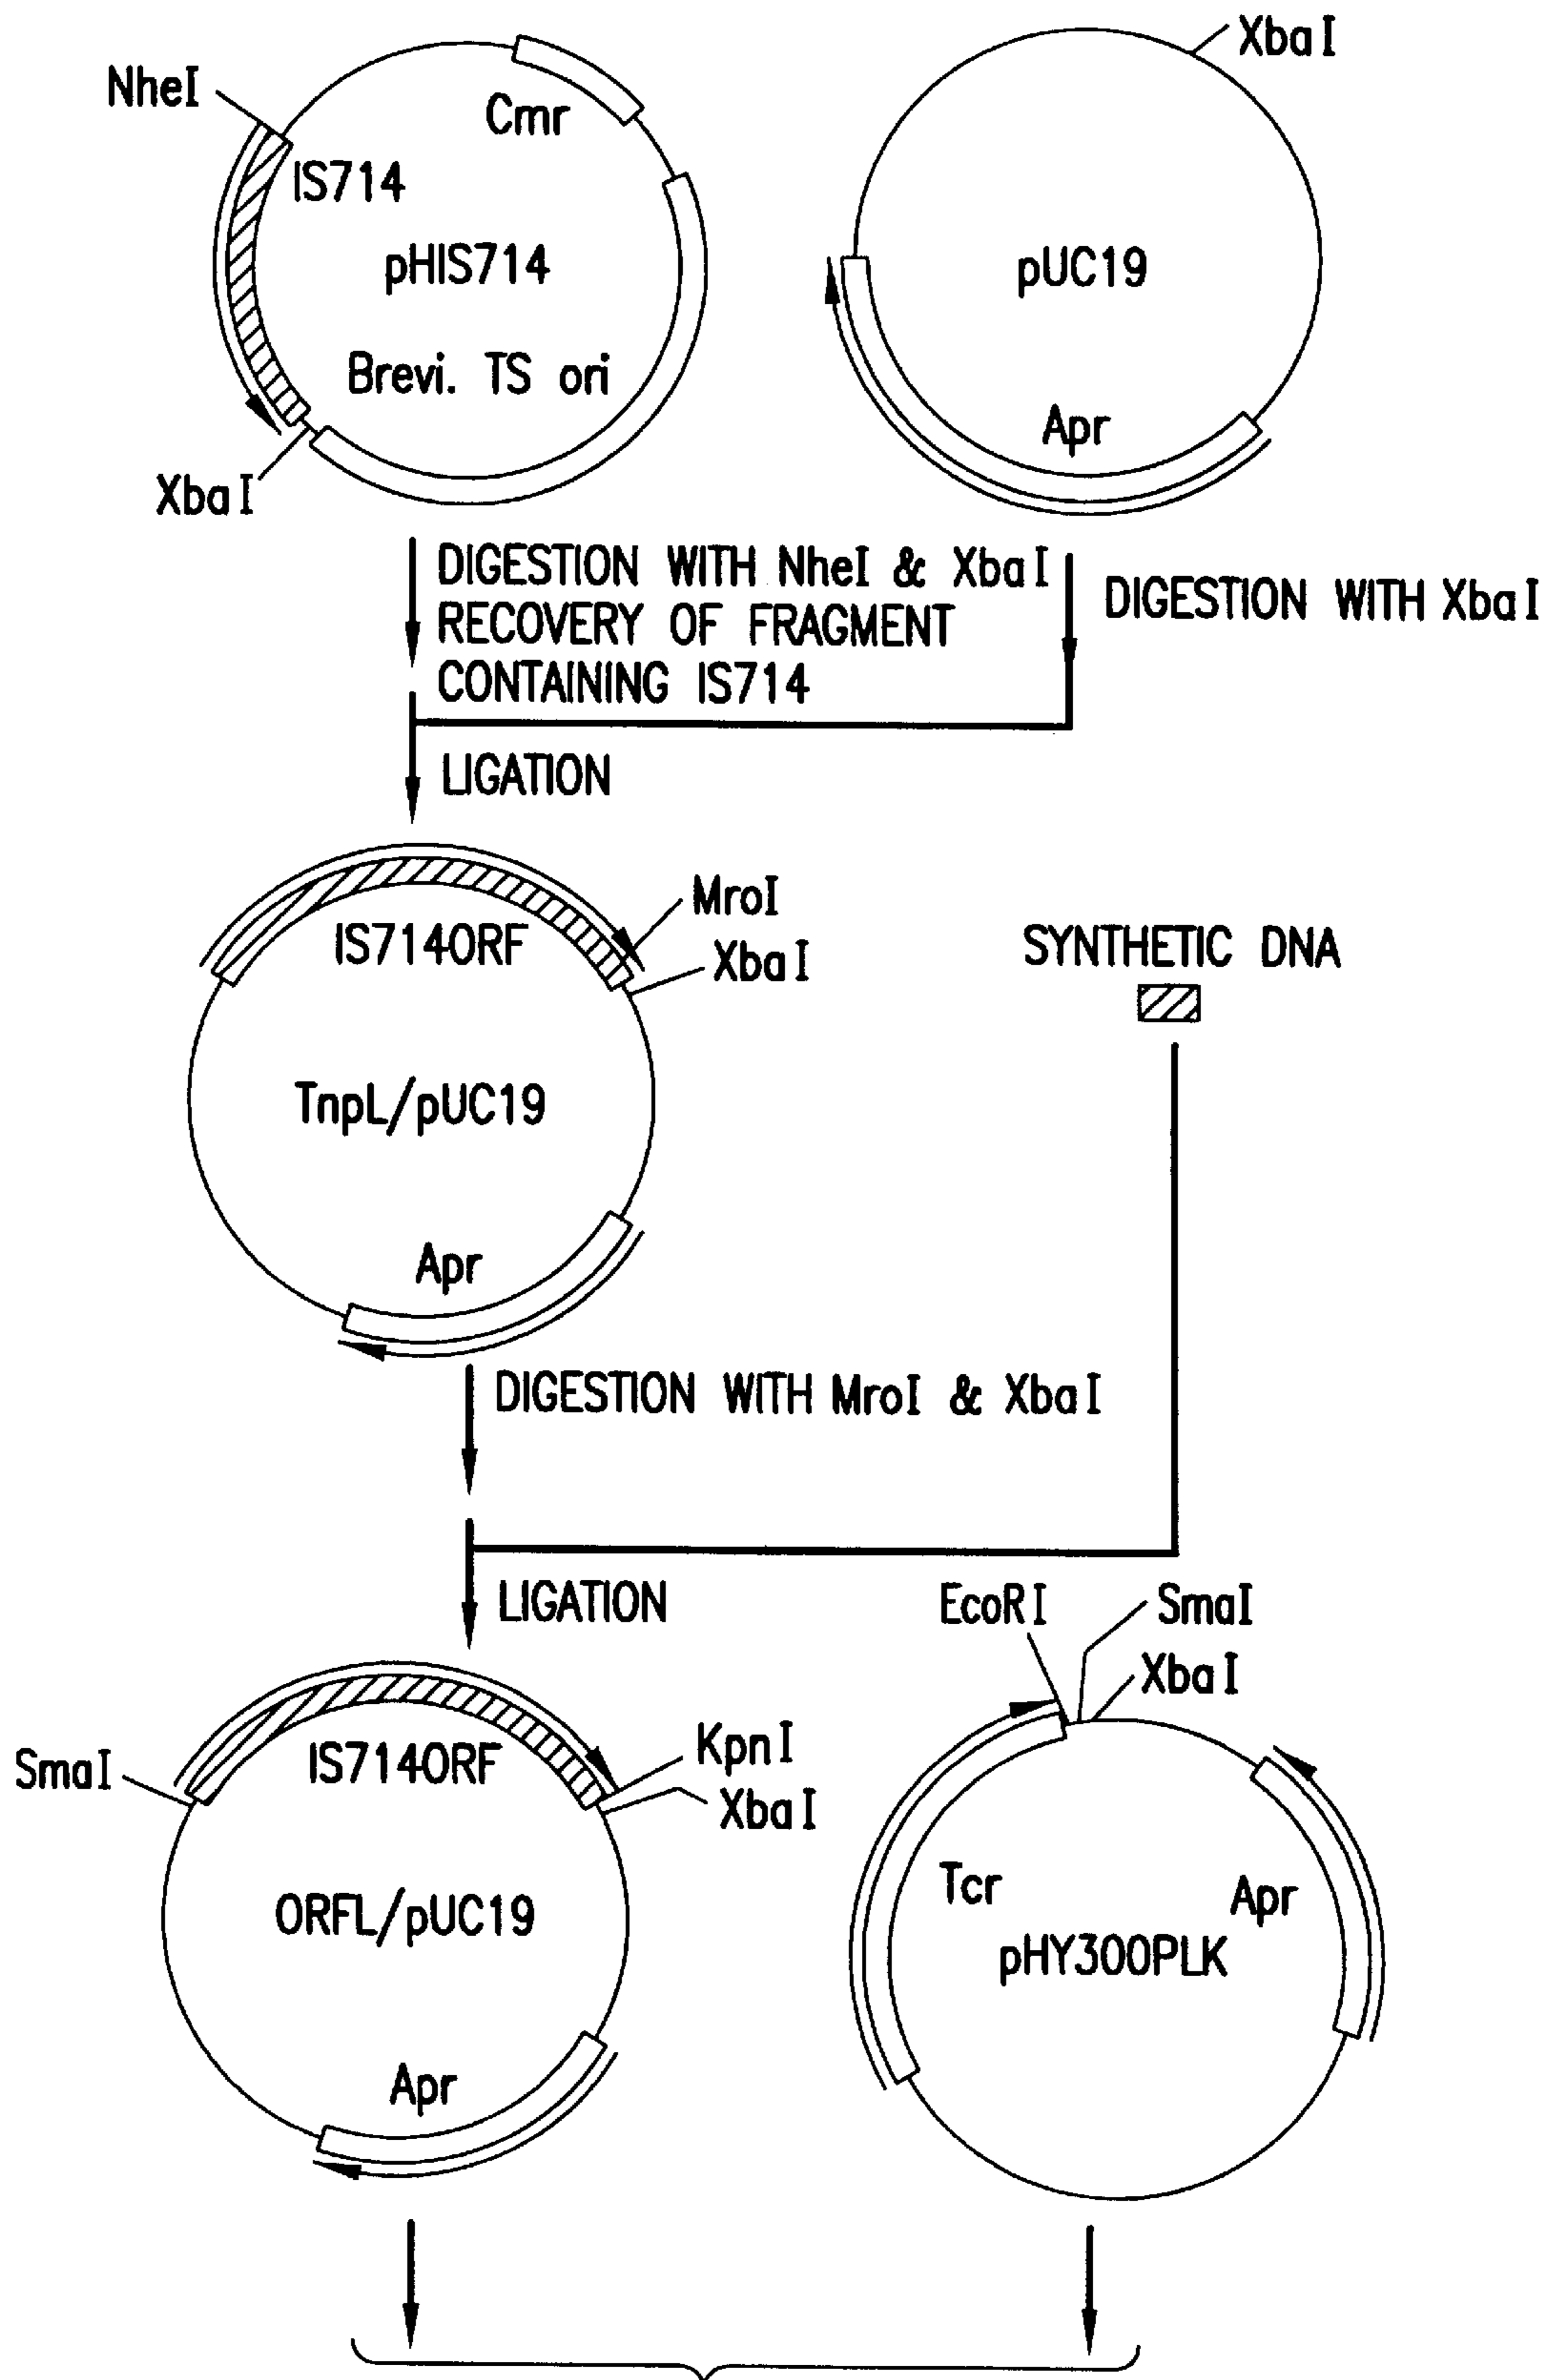 NheI
Cmr
IS714
pHIS714
Brevi. TS ori
XbaI
XbaI
pUC19
Apr
DIGESTION WITH NheI & XbaI
RECOVERY OF FRAGMENT
CONTAINING IS714
DIGESTION WITH XbaI
LIGATION
IS714ORF
MroI
XbaI
TnpL/pUC19
Apr
SYNTHETIC DNA
DIGESTION WITH MroI & XbaI
LIGATION
SmaI
IS714ORF
KpnI
XbaI
ORFL/pUC19
Apr
EcoRI
SmaI
XbaI
Tcr
Apr
pHY300PLK